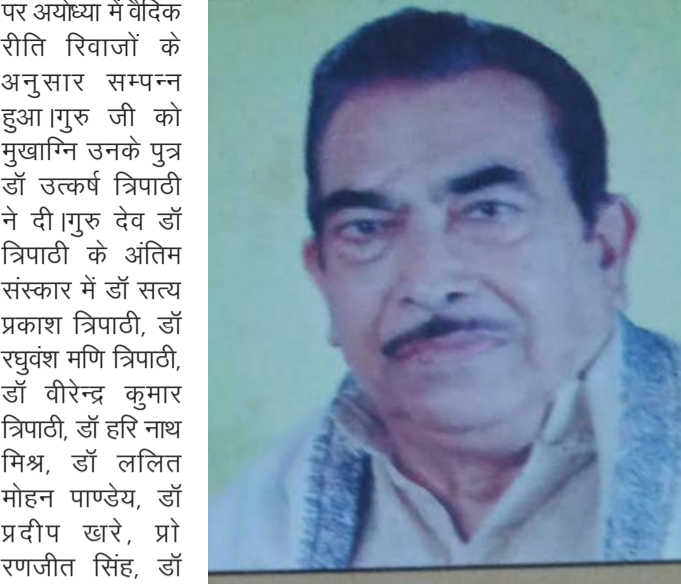 पर अयोध्या में वैदिक
रीति रिवाजों के
अनुसार सम्पन्न
हुआ।गुरु जी को
मुखाग्नि उनके पुत्र
डॉ उत्कर्ष त्रिपाठी
ने दी।गुरु देव डॉ
त्रिपाठी के अंतिम
संस्कार में डॉ सत्य
प्रकाश त्रिपाठी, डॉ
रघुवंश मणि त्रिपाठी,
डॉ वीरेन्द्र कुमार
त्रिपाठी, डॉ हरि नाथ
मिश्र, डॉ ललित
मोहन पाण्डेय, डॉ
प्रदीप खरे, प्रो
रणजीत सिंह, डॉ